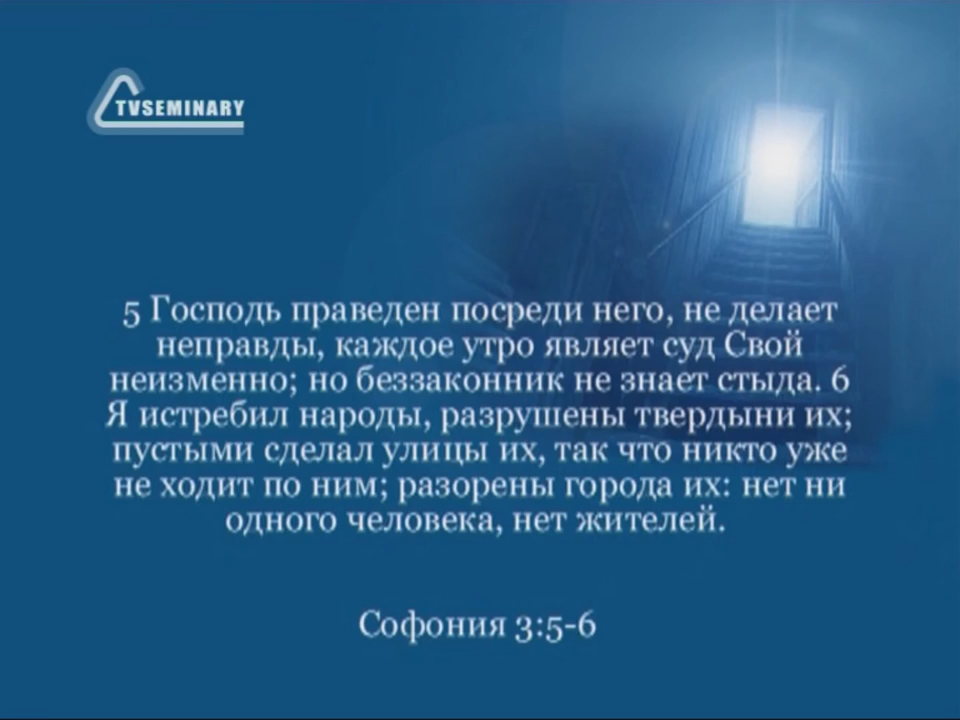 TVSEMINARY
5 Господь праведен посреди него, не делает
неправды, каждое утро являет суд Свой
неизменно; но беззаконник не знает стыда. 6
Я истребил народы, разрушены твердыни их;
пустыми сделал улицы их, так что никто уже
не ходит по ним; разорены города их: нет ни
одного человека, нет жителей.
Софония 3:5-6